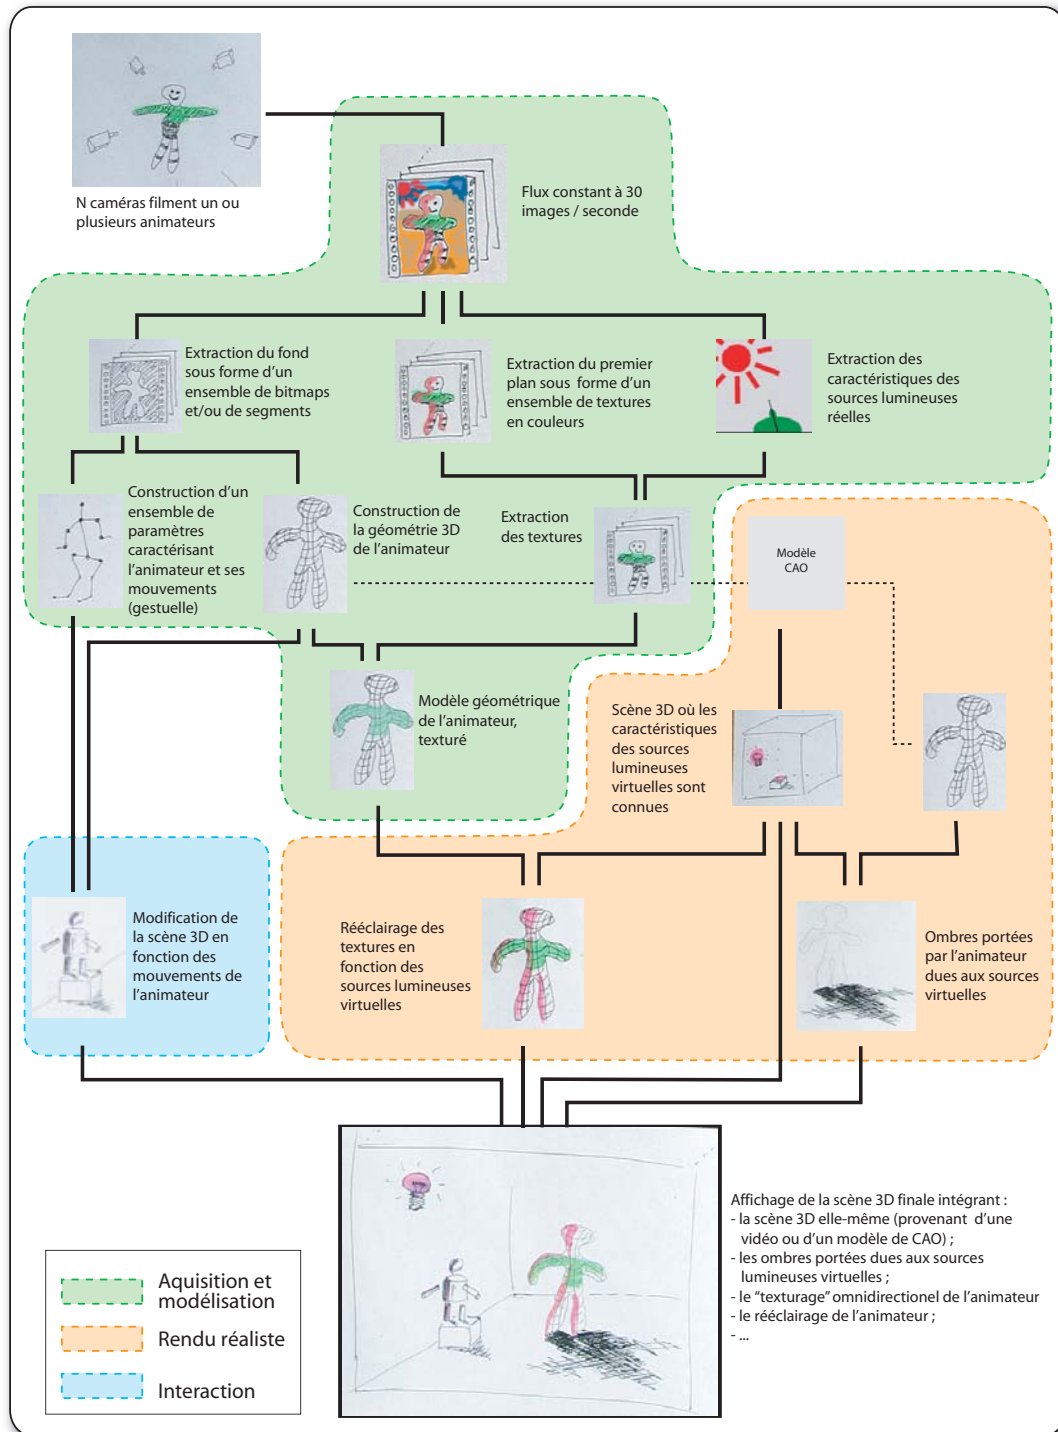 N caméras filment un ou
plusieurs animateurs
Flux constant à 30
images / seconde
Extraction du fond
sous forme d'un
ensemble de bitmaps
et/ou de segments
Extraction du premier
plan sous forme d'un
ensemble de textures
en couleurs
Extraction des
caractéristiques des
sources lumineuses
réelles
Construction d'un
ensemble de
paramètres
caractérisant
l'animateur et ses
mouvements
(gestuelle)
Construction de
la géométrie 3D
de l'animateur
Extraction
des textures
Modèle
CAO
Modèle géométrique
de l'animateur,
texturé
Scène 3D où les
caractéristiques
des sources
lumineuses
virtuelles sont
connues
Modification de
la scène 3D en
fonction des
mouvements de
l'animateur
Rééclairage des
textures en
fonction des
sources lumineuses
virtuelles
Ombres portées
par l'animateur
dues aux sources
virtuelles
Affichage de la scène 3D finale intégrant :
- la scène 3D elle-même (provenant d'une
vidéo ou d'un modèle de CAO) ;
- les ombres portées dues aux sources
lumineuses virtuelles ;
- le "texturage" omnidirectionel de l'animateur
- le rééclairage de l'animateur ;
- ...
Aquisition et
modélisation
Rendu réaliste
Interaction